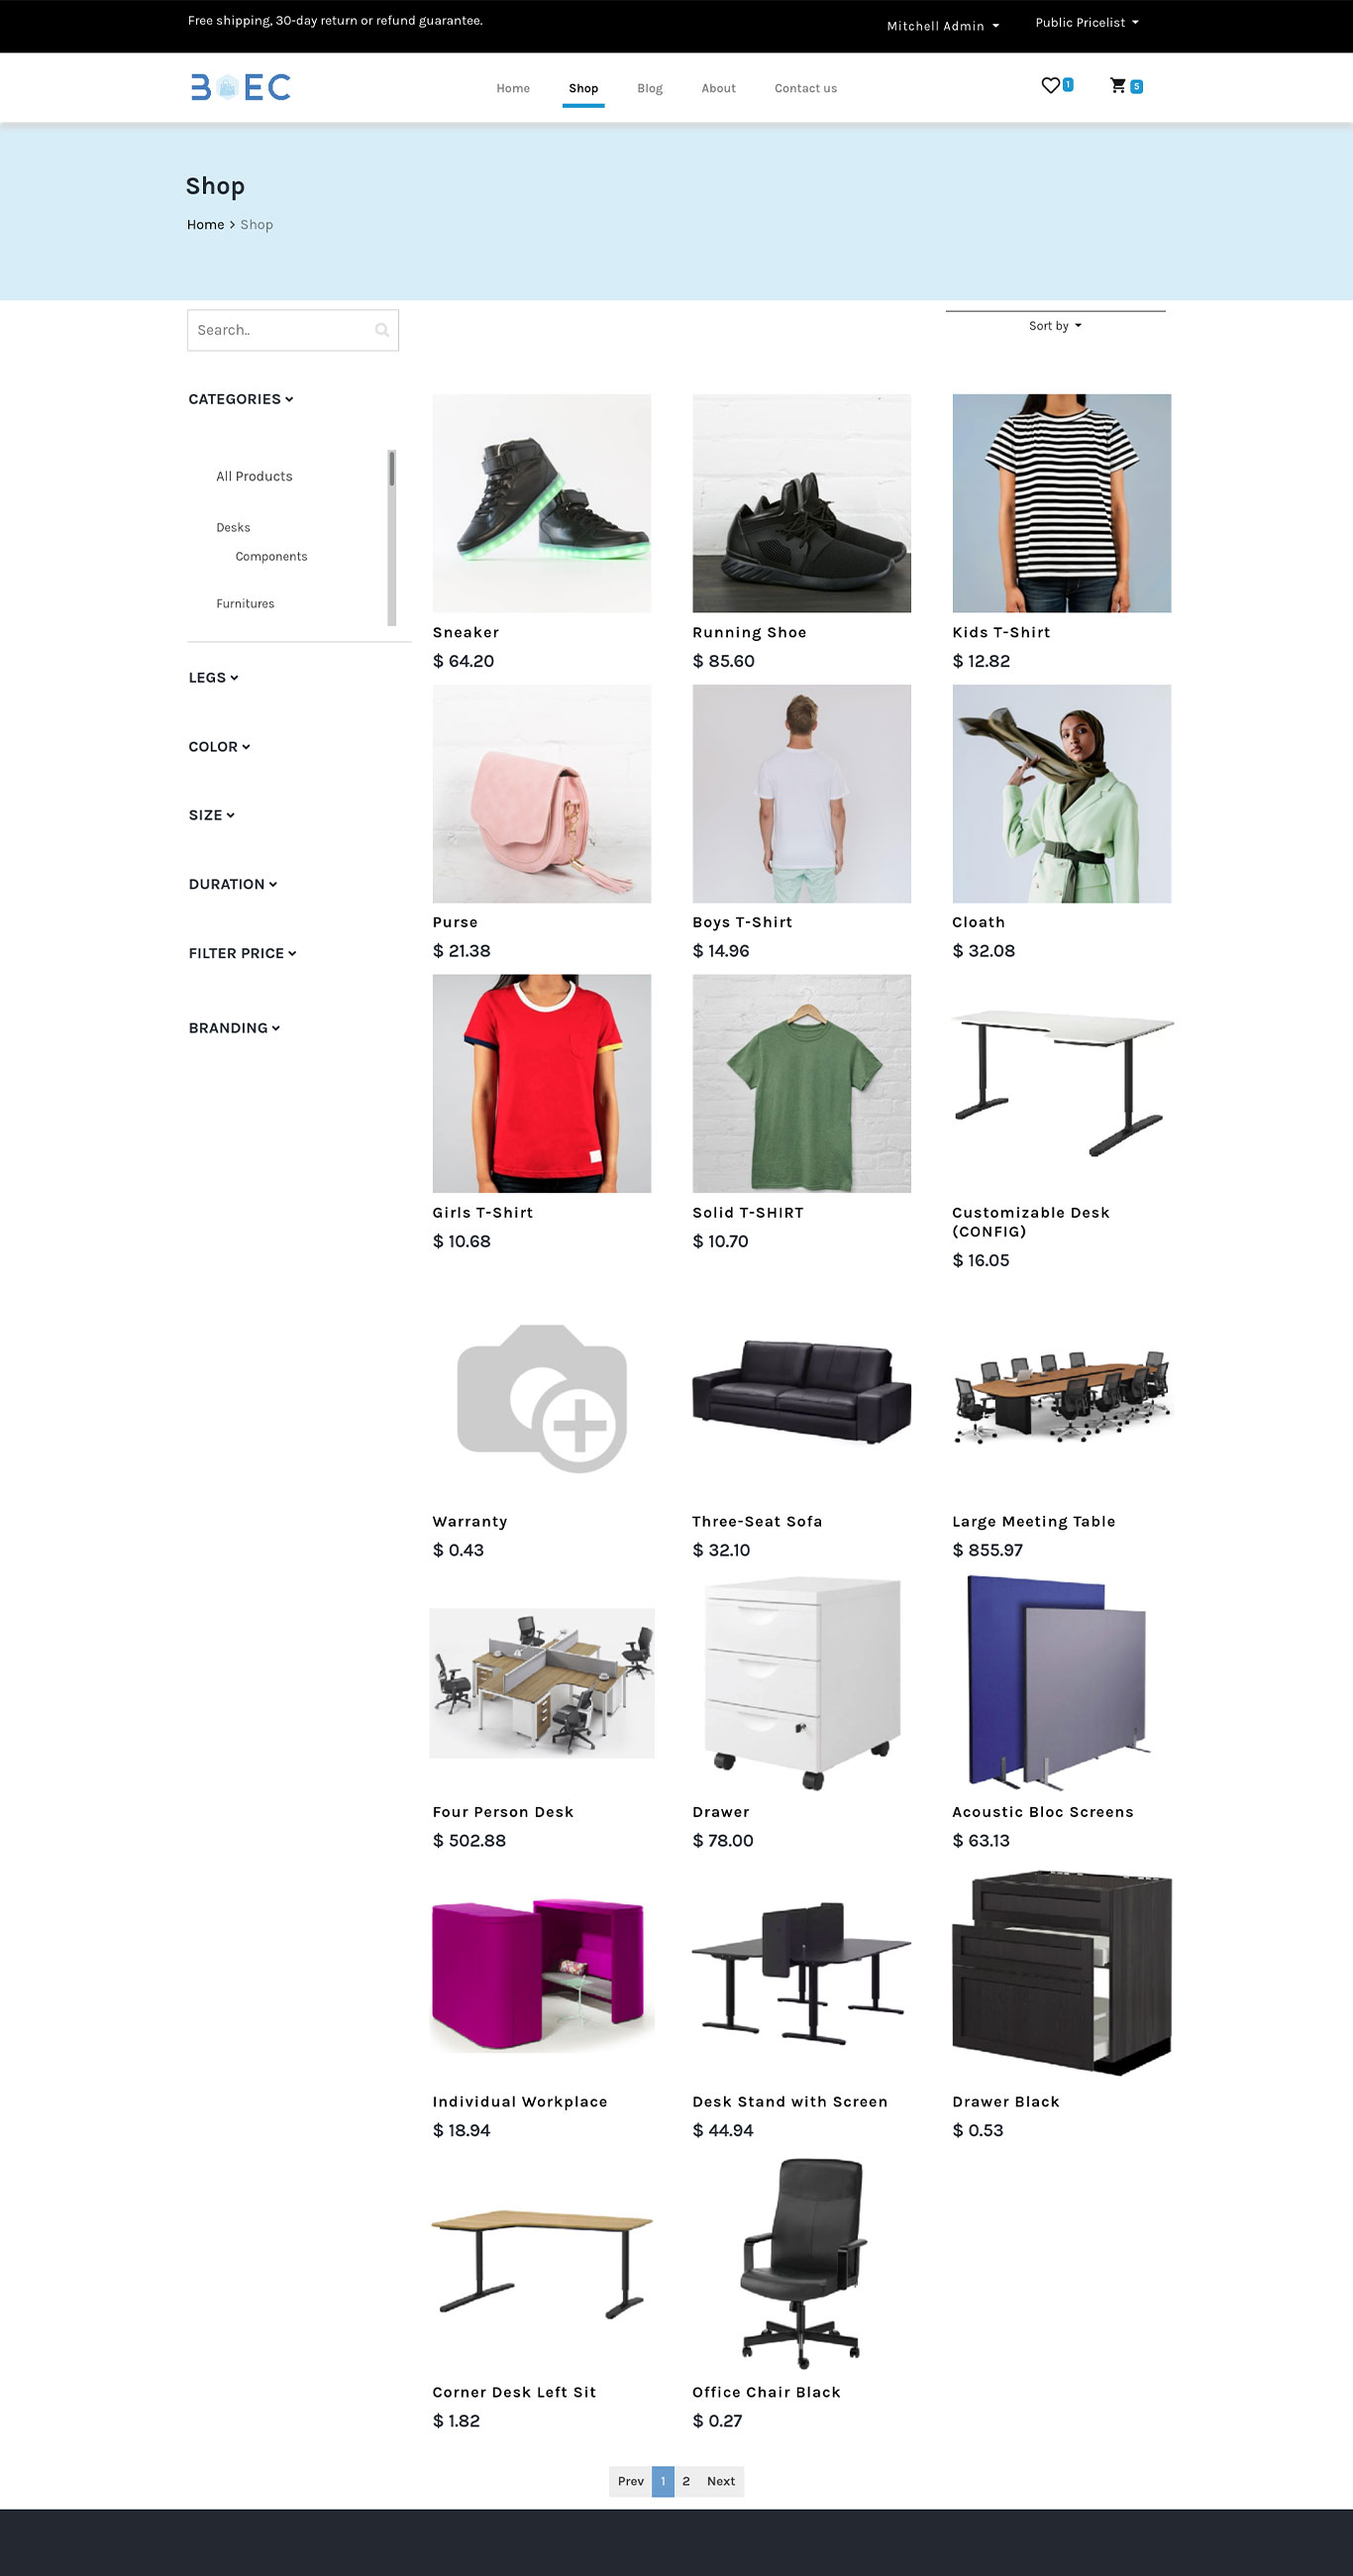 Free shipping, 30-day return or refund guarantee.
Mitchell Admin
Public Pricelist
BOEC
Home
Shop
Blog
About
Contact us
1
5
Shop
Home > Shop
Search..
Sort by
CATEGORIES
All Products
Desks
Components
Furnitures
LEGS
COLOR
SIZE
DURATION
FILTER PRICE
BRANDING
Sneaker
$ 64.20
Running Shoe
$ 85.60
Kids T-Shirt
$ 12.82
Purse
$ 21.38
Boys T-Shirt
$ 14.96
Cloath
$ 32.08
Girls T-Shirt
$ 10.68
Solid T-SHIRT
$ 10.70
Customizable Desk
(CONFIG)
$ 16.05
Warranty
$ 0.43
Three-Seat Sofa
$ 32.10
Large Meeting Table
$ 855.97
Four Person Desk
$ 502.88
Drawer
$ 78.00
Acoustic Bloc Screens
$ 63.13
Individual Workplace
$ 18.94
Desk Stand with Screen
$ 44.94
Drawer Black
$ 0.53
Corner Desk Left Sit
$ 1.82
Office Chair Black
$ 0.27
Prev 1 2 Next